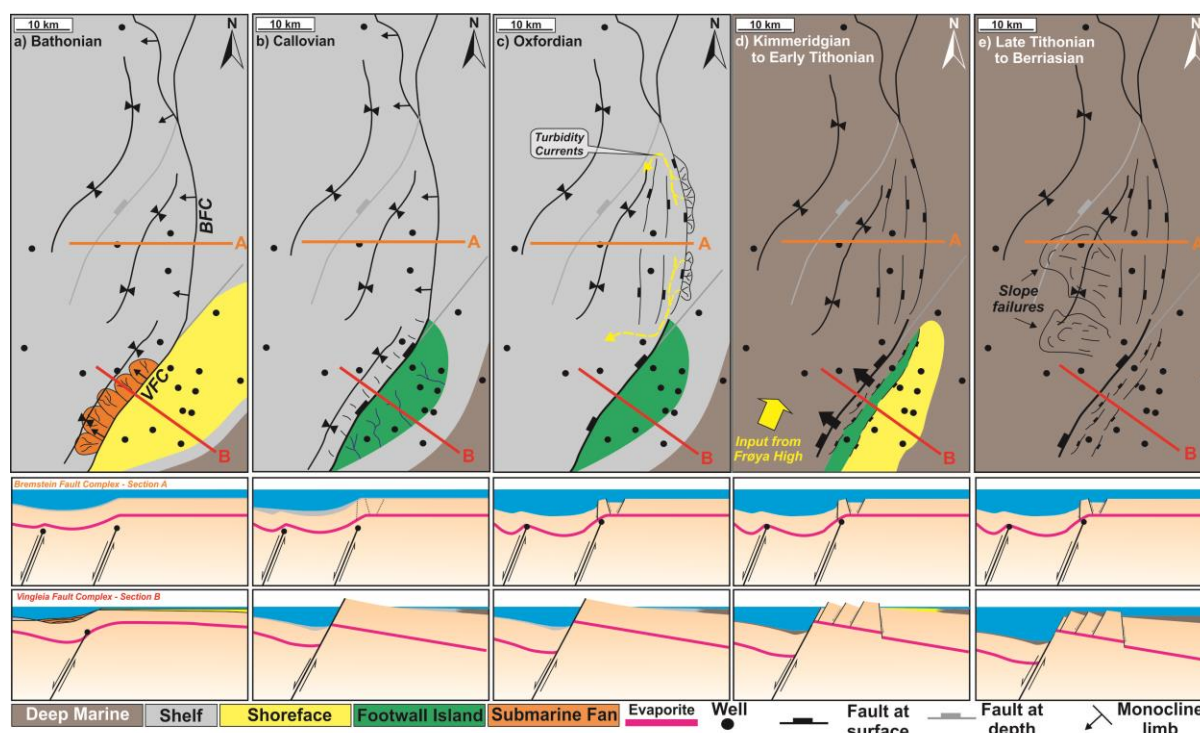 10 km
N
a) Bathonian
BFC
A
VFC
B
10 km
N
b) Callovian
A
B
10 km
N
c) Oxfordian
Turbidity
Currents
A
B
10 km
N
d) Kimmeridgian
to Early Tithonian
A
Input from
Frøya High
B
10 km
N
e) Late Tithonian
to Berriasian
A
Slope
failures
B
Bremstein Fault Complex - Section A
Vingleia Fault Complex - Section B
Deep Marine
Shelf
Shoreface
Footwall Island
Submarine Fan
Evaporite
Well
Fault at
surface
Fault at
depth
Monocline
limb